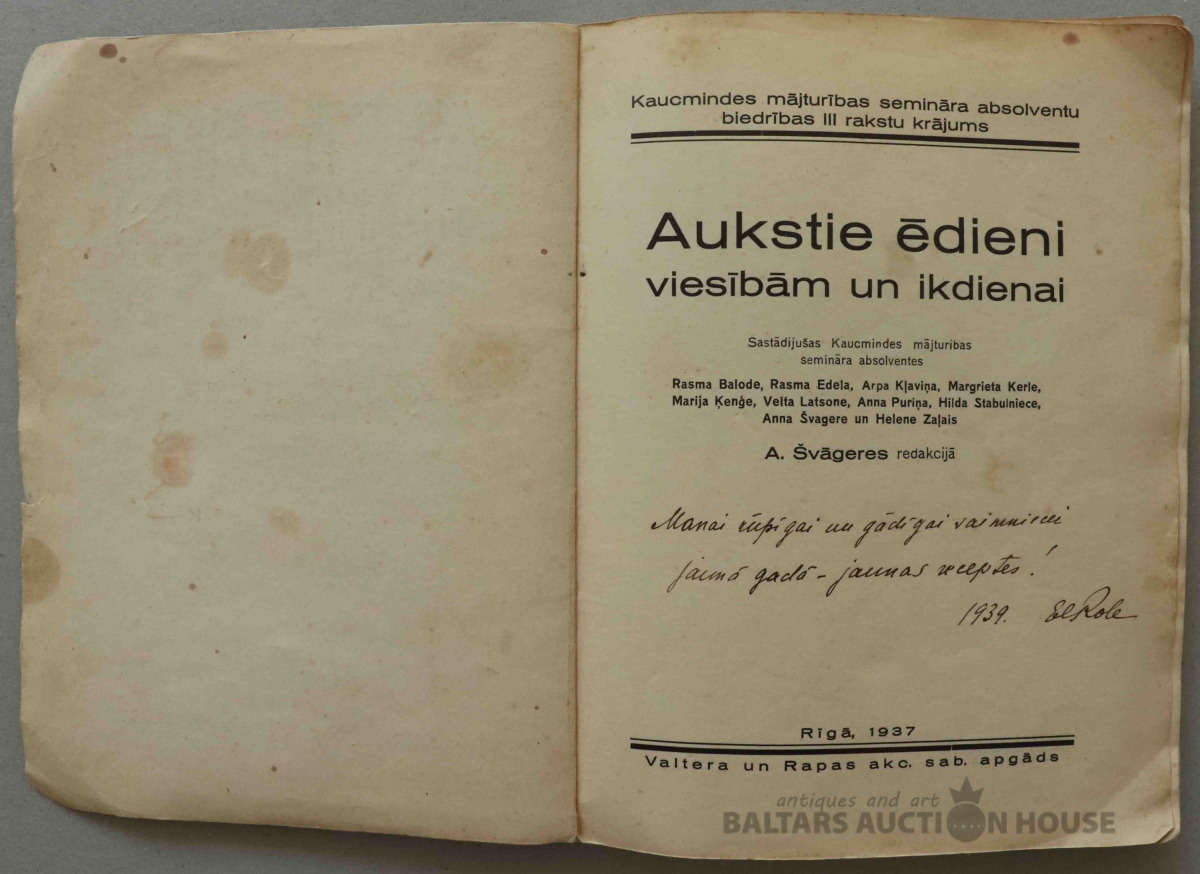 Kaucmindes mājturības semināra absolventu
biedrības III rakstu krājums
Aukstie ēdieni
viesībām un ikdienai
Sastādījušas Kaucmindes mājturības
semināra absolventes
Rasma Balode, Rasma Edela, Arpa Kļaviņa, Margrieta Kerle,
Marija Ķenģe, Velta Latsone, Anna Puriņa, Hilda Stabulniece,
Anna Švagere un Helene Zaļais
A. Švāgeres redakcijā
Manai rūpīgai un gādīgai saimniecei
jaunā gadā – jaunas receptes!
1939.
Rīgā, 1937
Valtera un Rapas akc. sab. apgāds
antiques and art
BALTARS AUCTION HOUSE